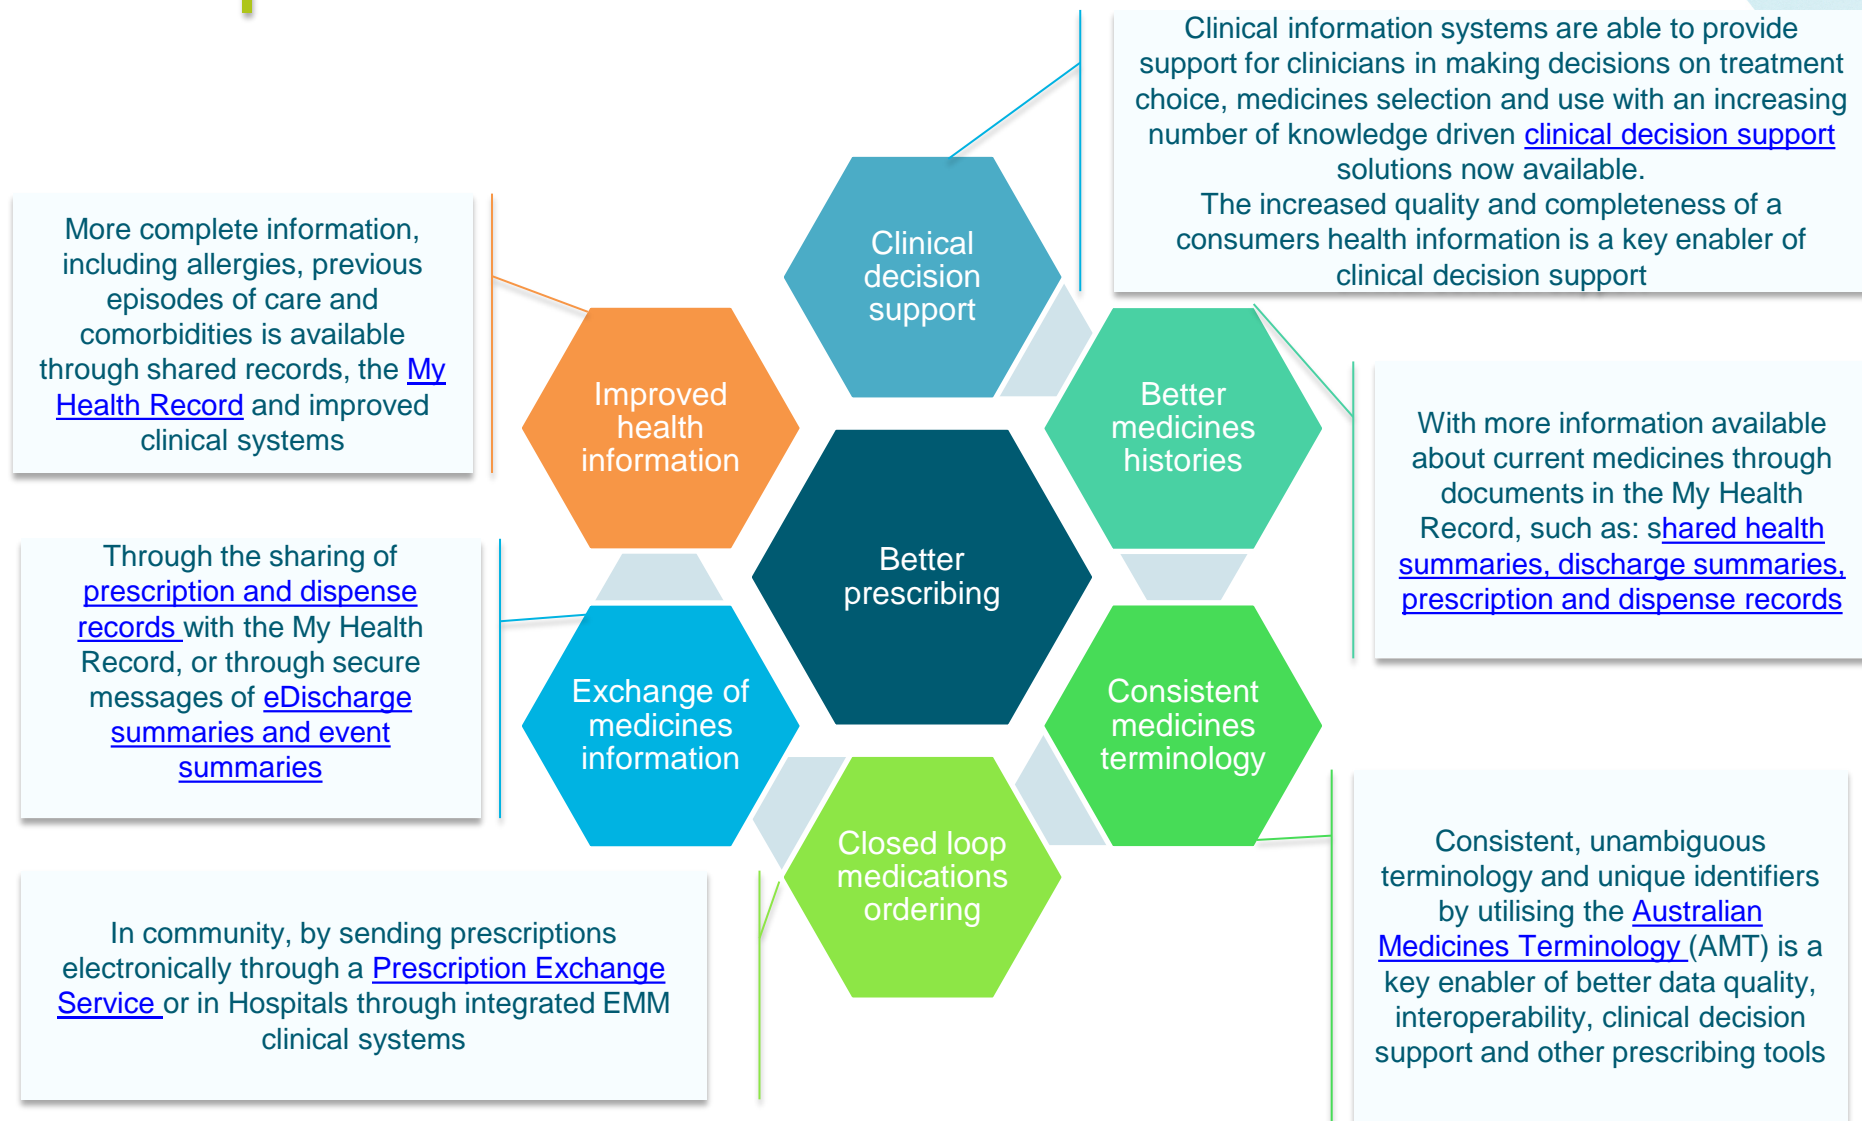 Clinical information systems are able to provide
support for clinicians in making decisions on treatment
choice, medicines selection and use with an increasing
number of knowledge driven clinical decision support
solutions now available.
The increased quality and completeness of a
consumers health information is a key enabler of
clinical decision support
More complete information,
including allergies, previous
episodes of care and
comorbidities is available
through shared records, the My
Health Record and improved
clinical systems
Clinical
decision
support
Improved
health
information
Better
medicines
histories
With more information available
about current medicines through
documents in the My Health
Record, such as: shared health
summaries, discharge summaries,
prescription and dispense records
Better
prescribing
Through the sharing of
prescription and dispense
records with the My Health
Record, or through secure
messages of eDischarge
summaries and event
summaries
Exchange of
medicines
information
Consistent
medicines
terminology
Closed loop
medications
ordering
In community, by sending prescriptions
electronically through a Prescription Exchange
Service or in Hospitals through integrated EMM
clinical systems
Consistent, unambiguous
terminology and unique identifiers
by utilising the Australian
Medicines Terminology (AMT) is a
key enabler of better data quality,
interoperability, clinical decision
support and other prescribing tools